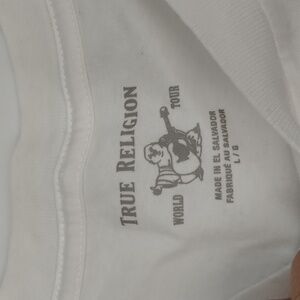 TRUE RELIGION
WORLD TOUR
MADE IN EL SALVADOR
FABRIQUÉ AU SALVADOR
L / G